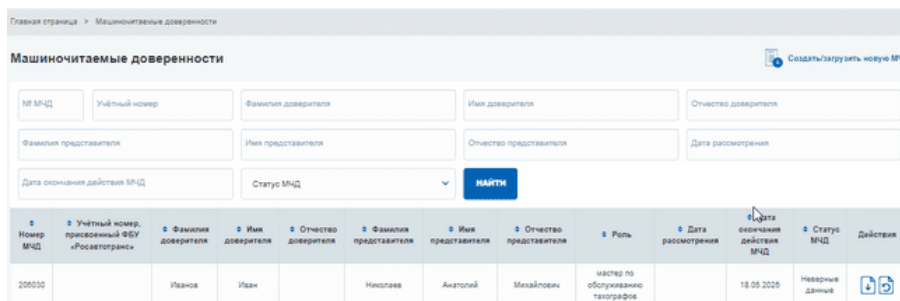 Главная страница > Машиночитаемые доверенности
Машиночитаемые доверенности
Создать/загрузить новую МЧ
№ МЧД Учётный номер Фамилия доверителя Имя доверителя Отчество доверителя
Фамилия представителя Имя представителя Отчество представителя Дата рассмотрения
Дата окончания действия МЧД Статус МЧД НАЙТИ
Номер МЧД
Учётный номер, присвоенный ФБУ «Росавтотранс»
Фамилия доверителя
Имя доверителя
Отчество доверителя
Фамилия представителя
Имя представителя
Отчество представителя
Роль
Дата рассмотрения
Дата окончания действия МЧД
Статус МЧД
Действия
206030 Иванов Иван Николаев Анатолий Михайлович мастер по обслуживанию тахографов 18.05.2026 Неверные данные